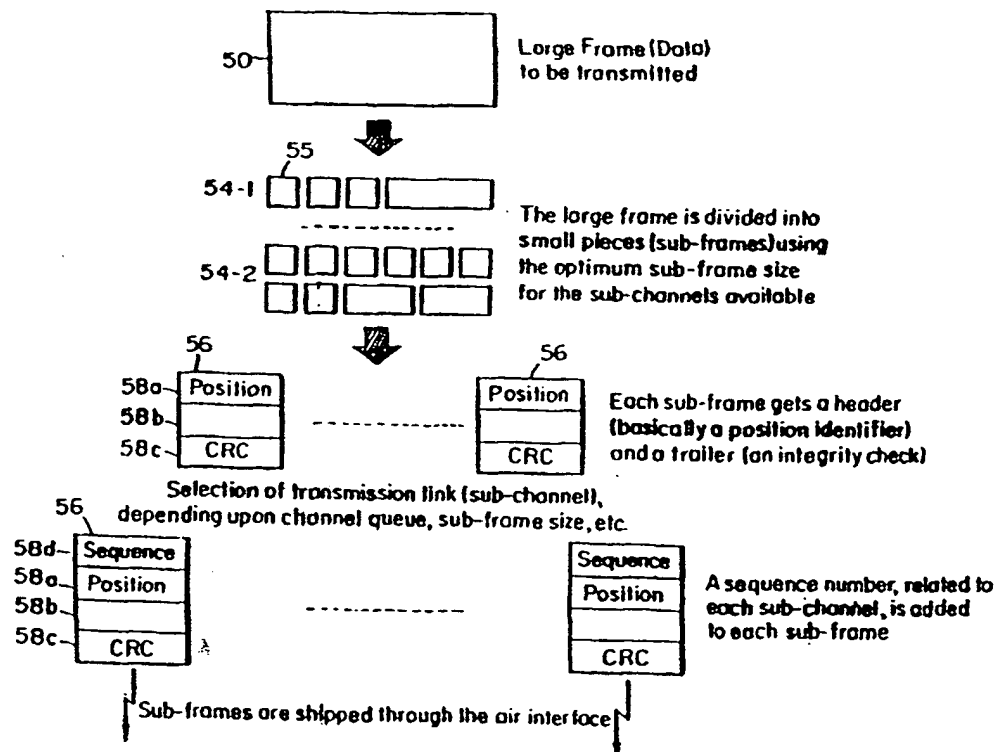 50
Large Frame (Data)
to be transmitted
55
54-1
The large frame is divided into
small pieces (sub-frames) using
the optimum sub-frame size
for the sub-channels available
54-2
56
56
58a
Position
Position
58b
58c
CRC
CRC
Each sub-frame gets a header
(basically a position identifier)
and a trailer (an integrity check)
Selection of transmission link (sub-channel),
depending upon channel queue, sub-frame size, etc.
56
58d
Sequence
Sequence
58a
Position
Position
58b
58c
CRC
CRC
A sequence number, related to
each sub-channel, is added
to each sub-frame
Sub-frames are shipped through the air interface